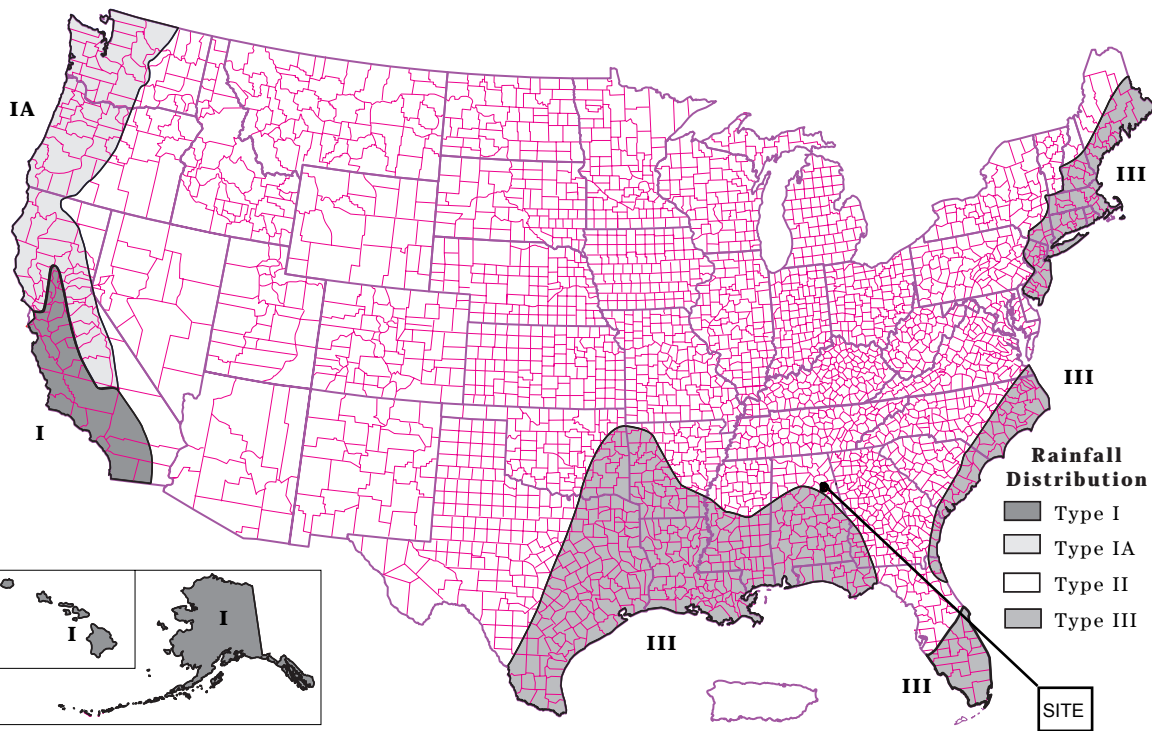 IA
III
III
I
Rainfall
Distribution
Type I
Type IA
Type II
Type III
I
I
III
III
SITE